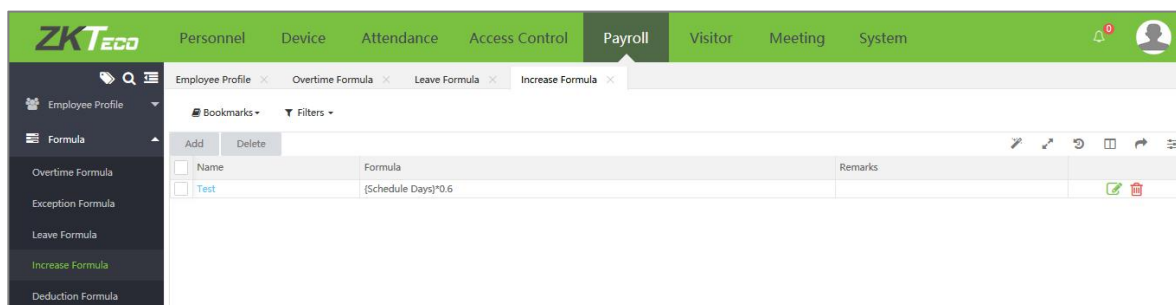 ZKTeco Personnel Device Attendance Access Control Payroll Visitor Meeting System 0
Employee Profile Overtime Formula Leave Formula Increase Formula
Employee Profile
Bookmarks Filters
Formula
Add Delete
Name Formula Remarks
Overtime Formula
Test {Schedule Days}*0.6
Exception Formula
Leave Formula
Increase Formula
Deduction Formula